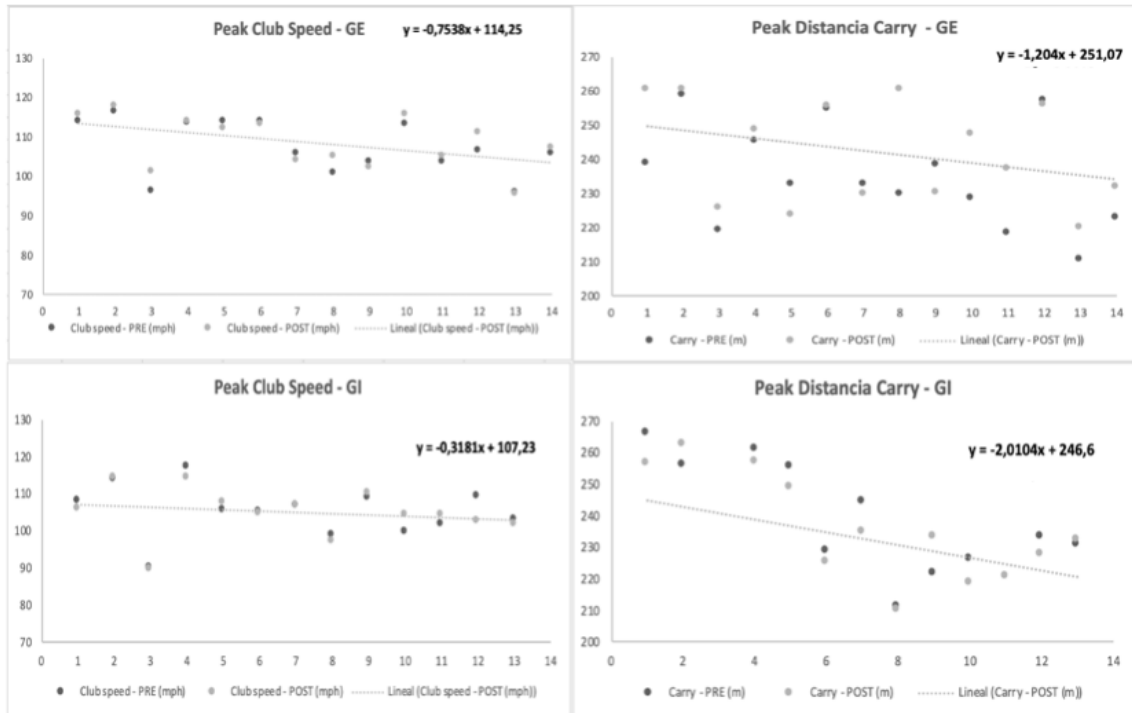 Peak Club Speed - GE
y = -0,7538x + 114,25
130
120
110
100
90
80
70
0 1 2 3 4 5 6 7 8 9 10 11 12 13 14
Club speed - PRE (mph) Club speed - POST (mph) Lineal (Club speed - POST (mph))
Peak Distancia Carry - GE
y = -1,204x + 251,07
270
260
250
240
230
220
210
200
0 1 2 3 4 5 6 7 8 9 10 11 12 13 14
Carry - PRE (m) Carry - POST (m) Lineal (Carry - POST (m))
Peak Club Speed - GI
y = -0,3181x + 107,23
130
120
110
100
90
80
70
0 1 2 3 4 5 6 7 8 9 10 11 12 13 14
Club speed - PRE (mph) Club speed - POST (mph) Lineal (Club speed - POST (mph))
Peak Distancia Carry - GI
y = -2,0104x + 246,6
270
260
250
240
230
220
210
200
0 2 4 6 8 10 12 14
Carry - PRE (m) Carry - POST (m) Lineal (Carry - POST (m))